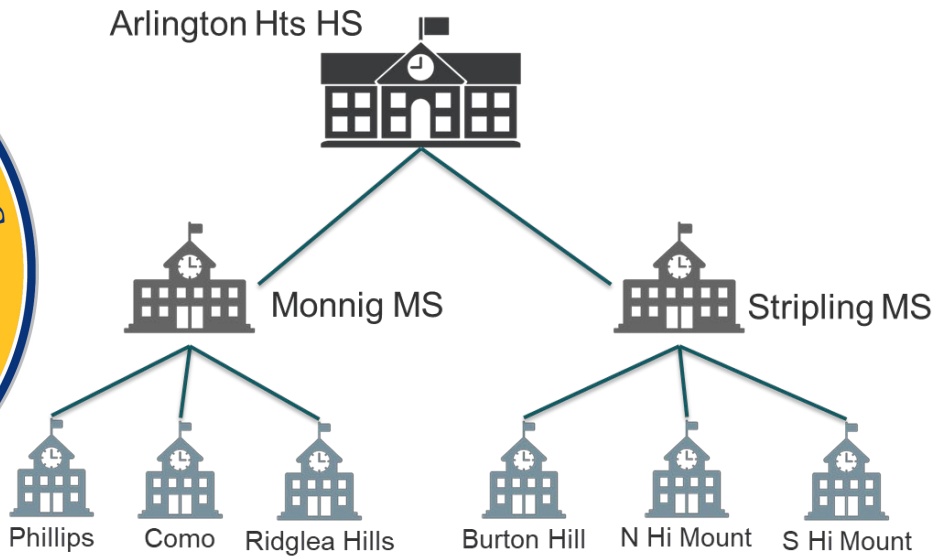 Arlington Hts HS
Monnig MS
Stripling MS
Phillips
Como
Ridglea Hills
Burton Hill
N Hi Mount
S Hi Mount